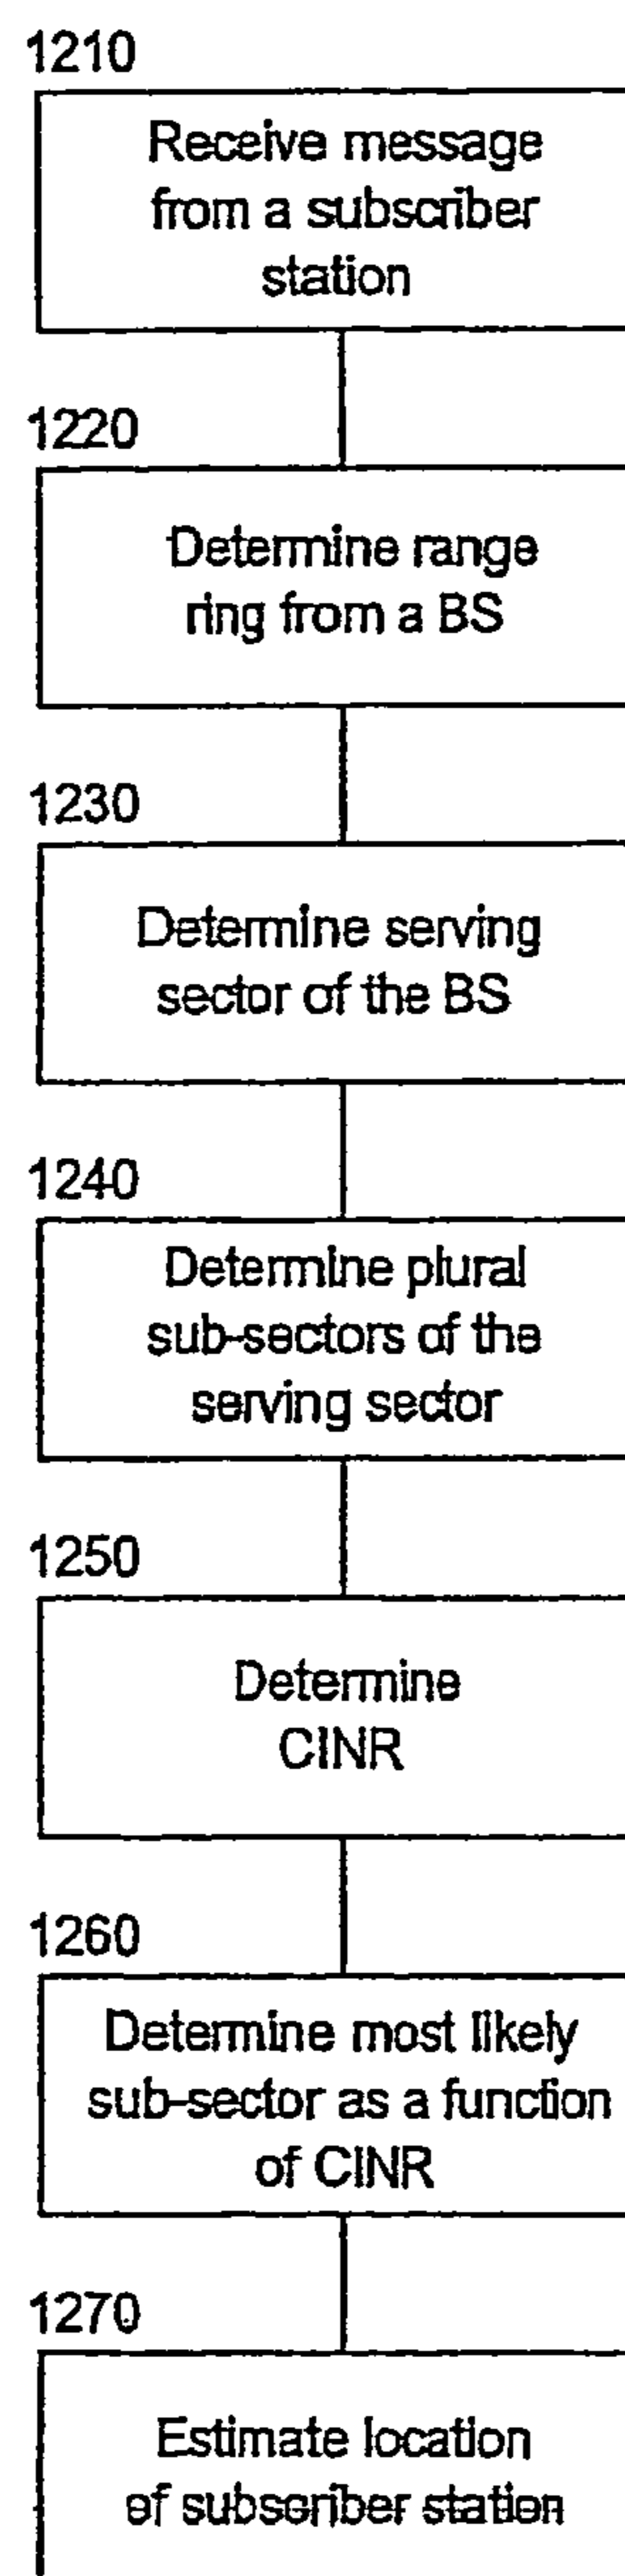 1210
Receive message
from a subscriber
station
1220
Determine range
ring from a BS
1230
Determine serving
sector of the BS
1240
Determine plural
sub-sectors of the
serving sector
1250
Determine
CINR
1260
Determine most likely
sub-sector as a function
of CINR
1270
Estimate location
of subscriber station